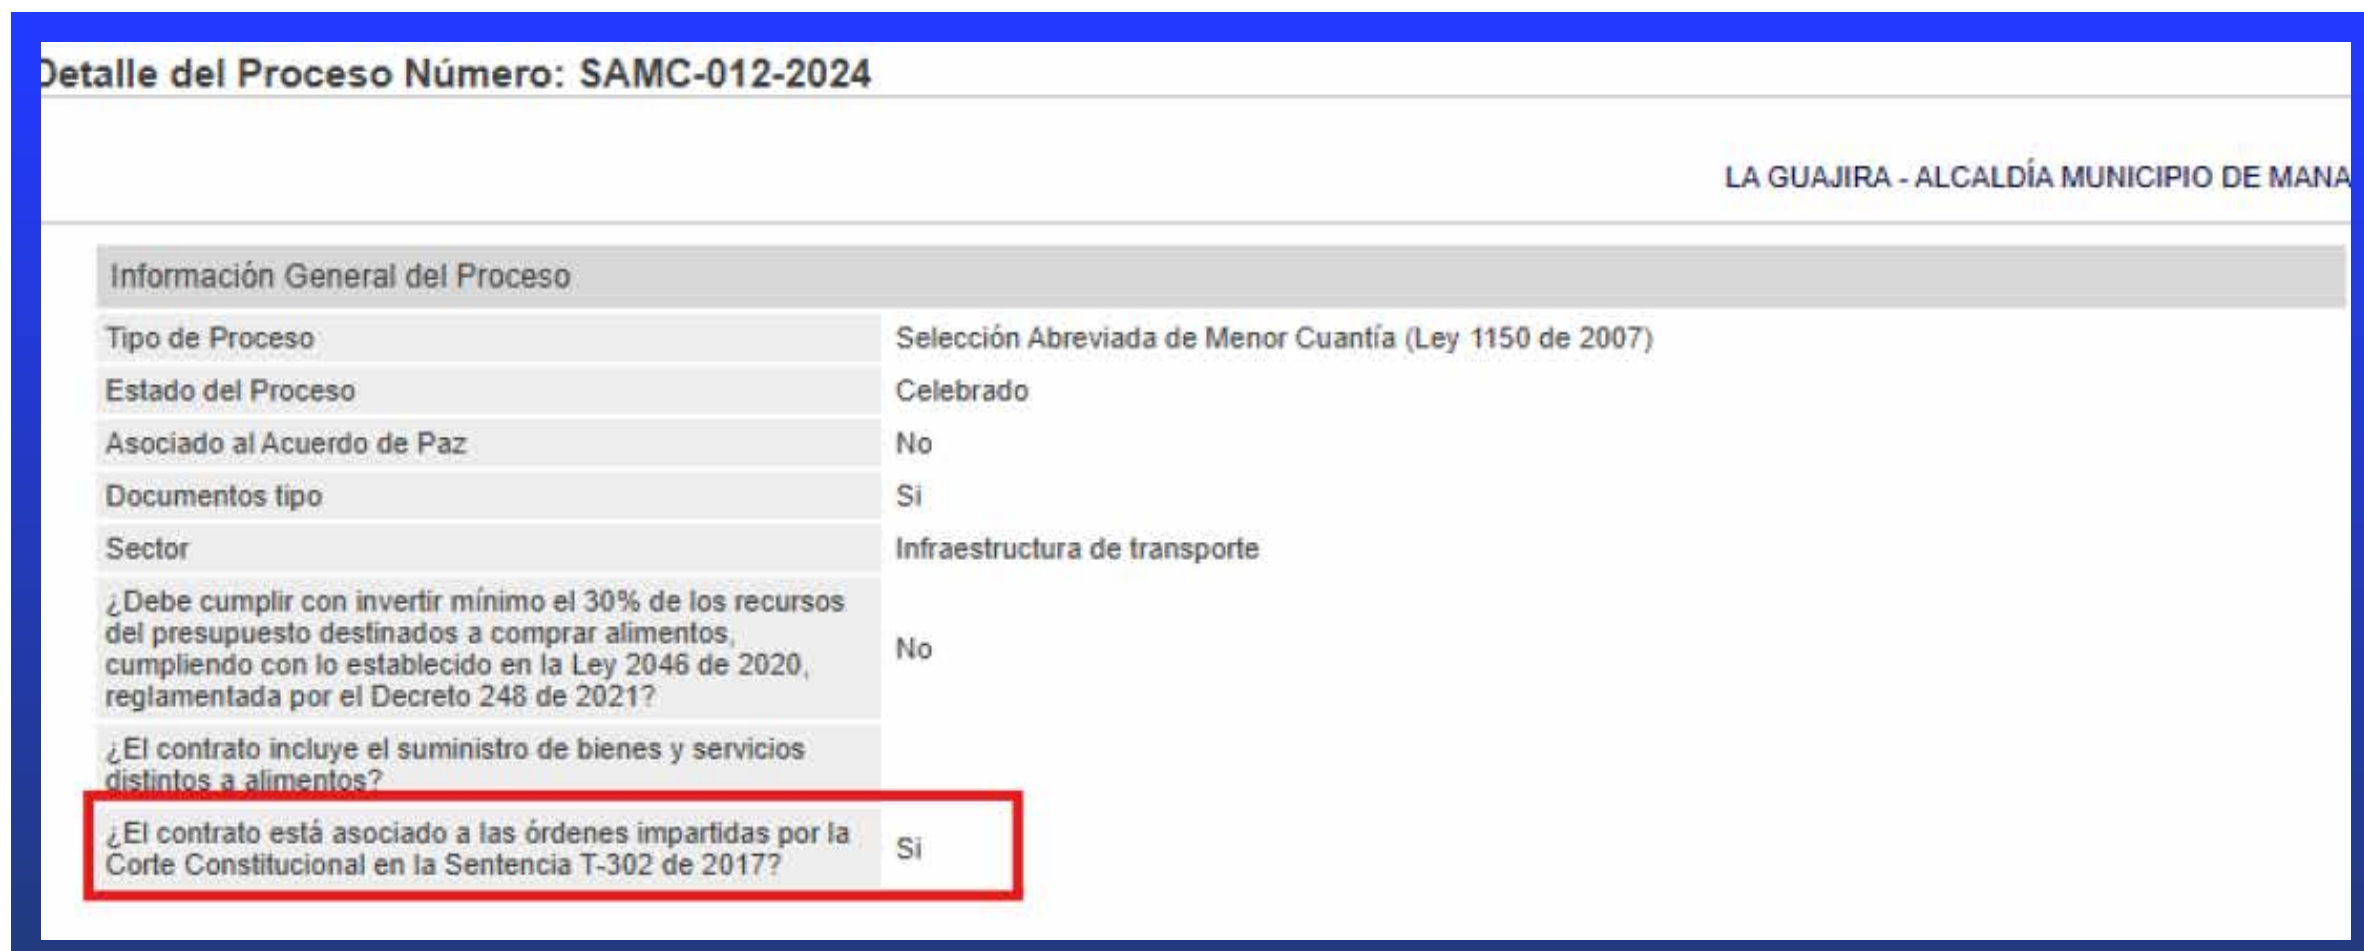 Detalle del Proceso Número: SAMC-012-2024
LA GUAJIRA - ALCALDÍA MUNICIPIO DE MANA
Información General del Proceso
Tipo de Proceso Selección Abreviada de Menor Cuantía (Ley 1150 de 2007)
Estado del Proceso Celebrado
Asociado al Acuerdo de Paz No
Documentos tipo Si
Sector Infraestructura de transporte
¿Debe cumplir con invertir mínimo el 30% de los recursos
del presupuesto destinados a comprar alimentos,
cumpliendo con lo establecido en la Ley 2046 de 2020,
reglamentada por el Decreto 248 de 2021?
No
¿El contrato incluye el suministro de bienes y servicios
distintos a alimentos?
¿El contrato está asociado a las órdenes impartidas por la
Corte Constitucional en la Sentencia T-302 de 2017?
Si